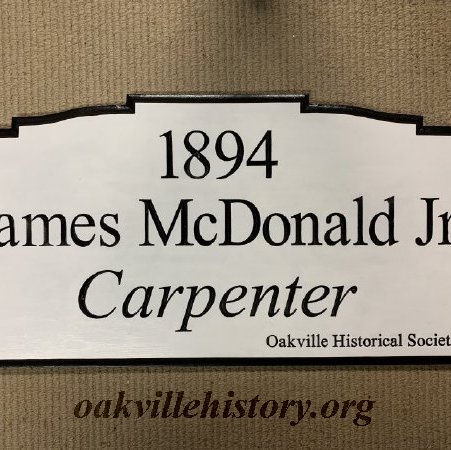 1894
ames McDonald Jr
Carpenter
Oakville Historical Societ
oakvillehistory.org